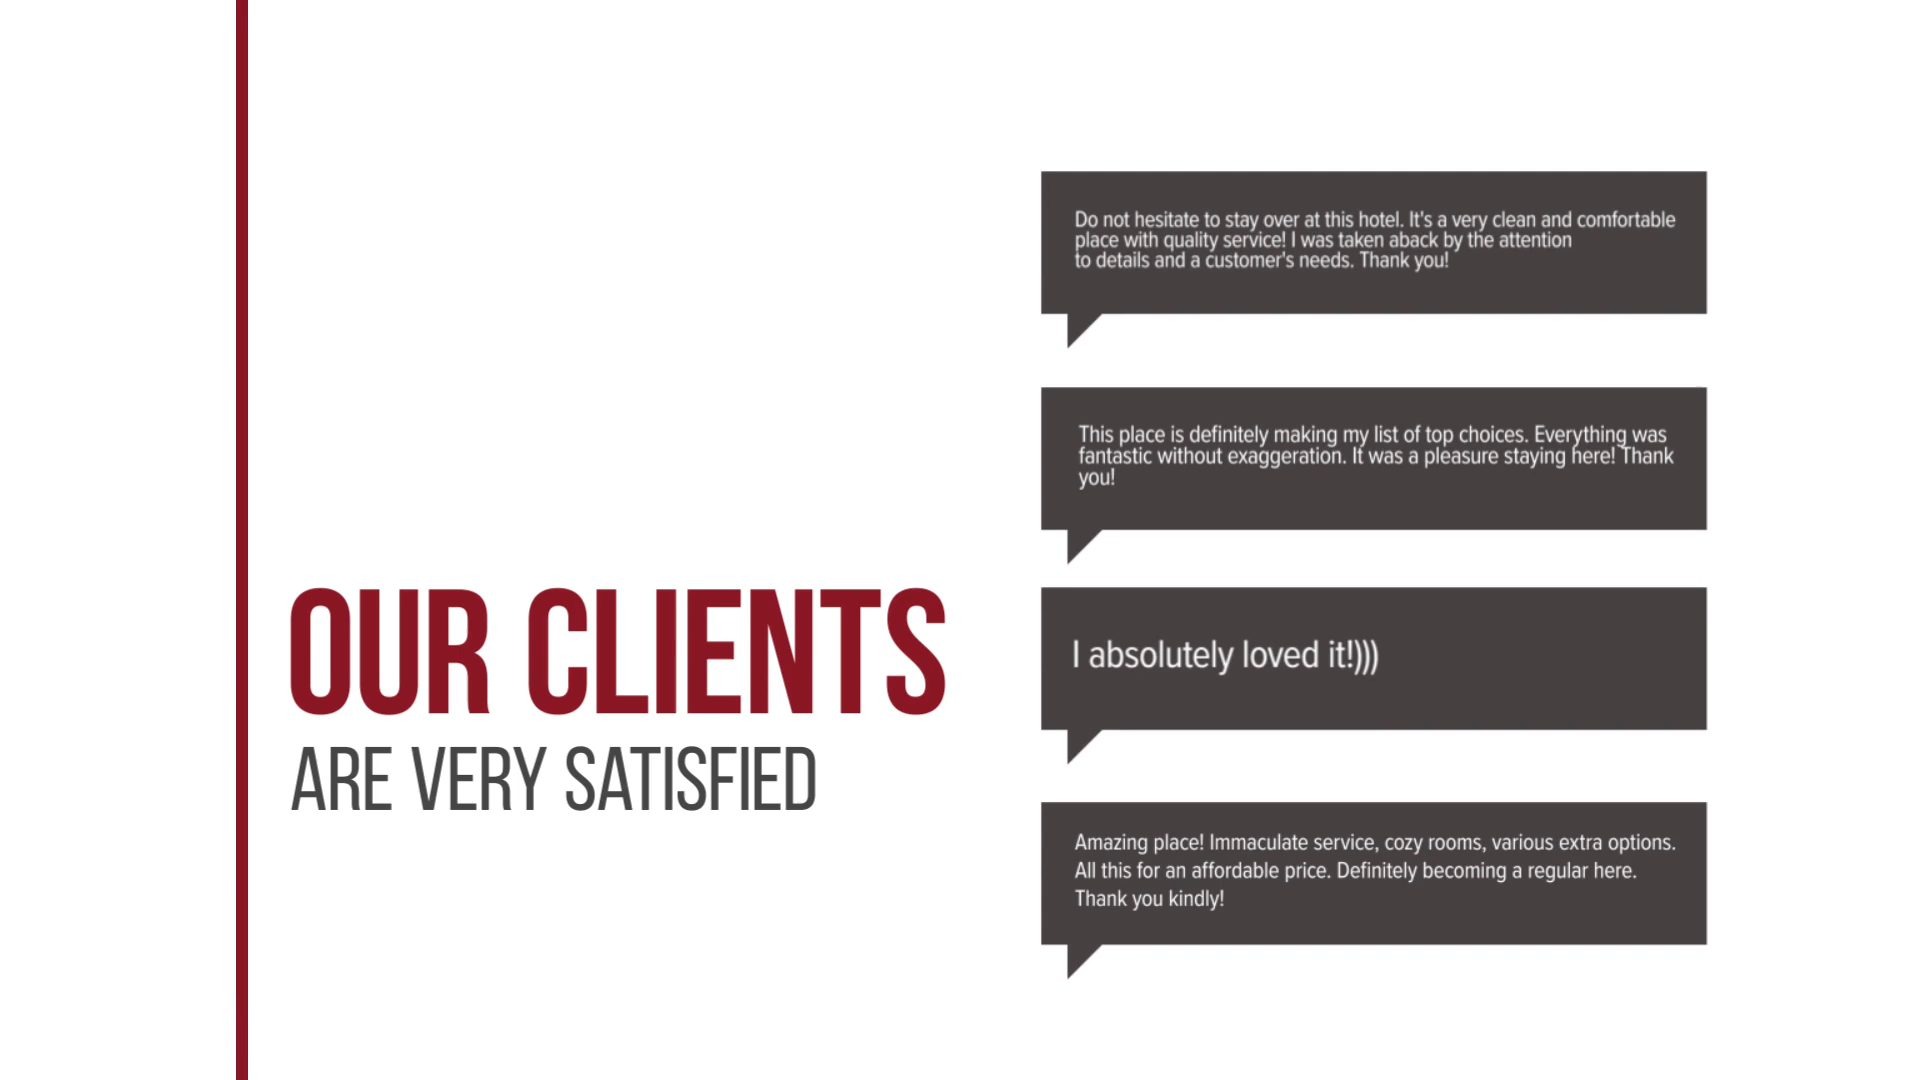 OUR CLIENTS
ARE VERY SATISFIED
Do not hesitate to stay over at this hotel. It's a very clean and comfortable
place with quality service! I was taken aback by the attention
to details and a customer's needs. Thank you!
This place is definitely making my list of top choices. Everything was
fantastic without exaggeration. It was a pleasure staying here! Thank
you!
I absolutely loved it!)))
Amazing place! Immaculate service, cozy rooms, various extra options.
All this for an affordable price. Definitely becoming a regular here.
Thank you kindly!